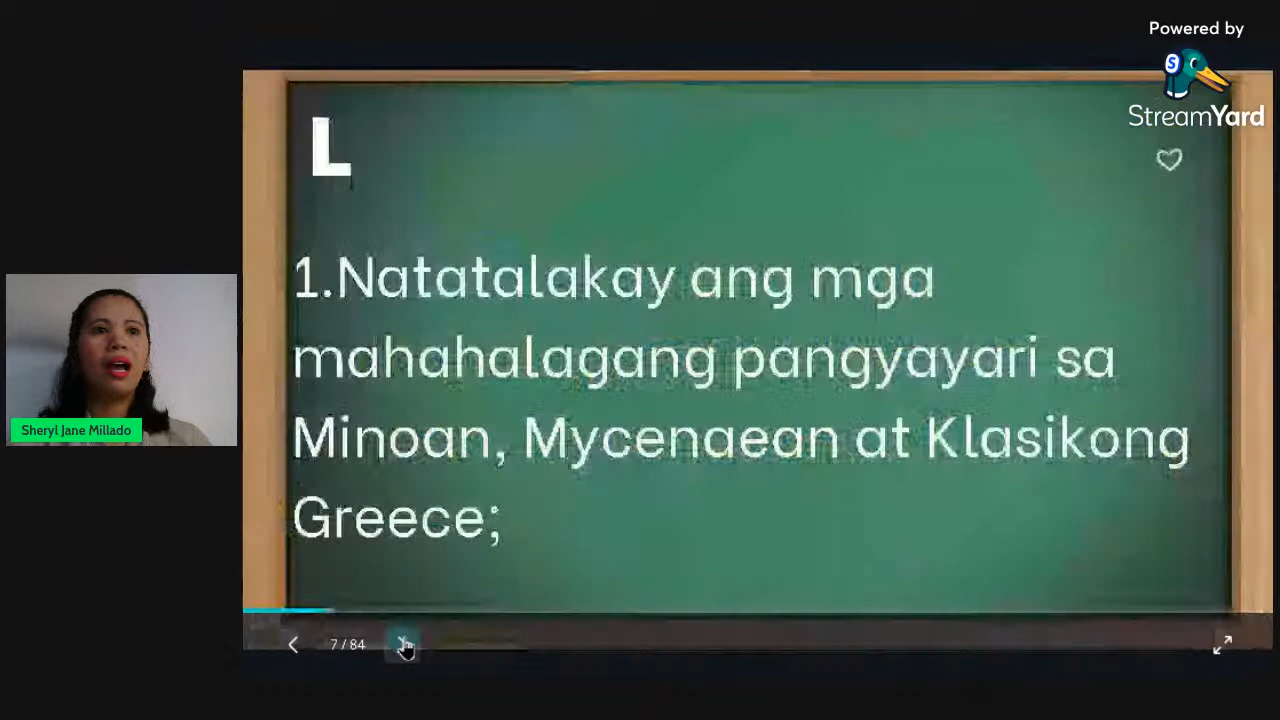 Powered by
StreamYard
L
1.Natatalakay ang mga
mahahalagang pangyayari sa
Minoan, Mycenaean at Klasikong
Greece;
Sheryl Jane Millado
7 / 84